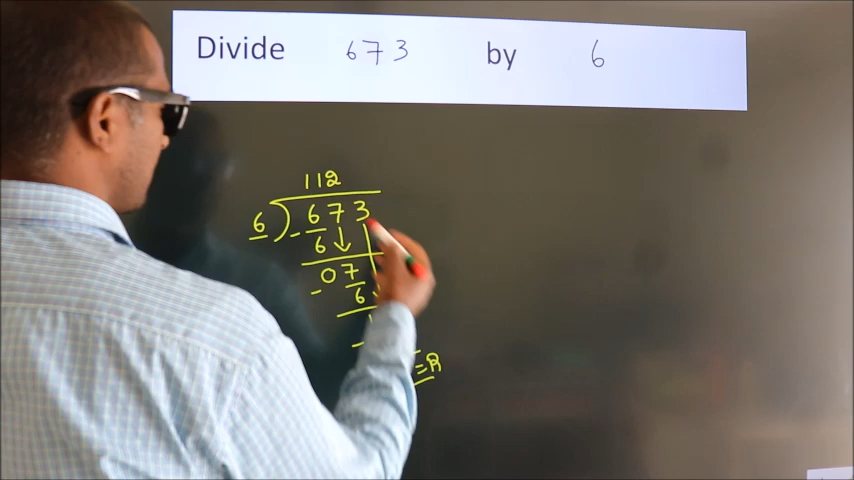 Divide 673 by 6
112
6 ) 673
- 6
07
- 6
-
= R